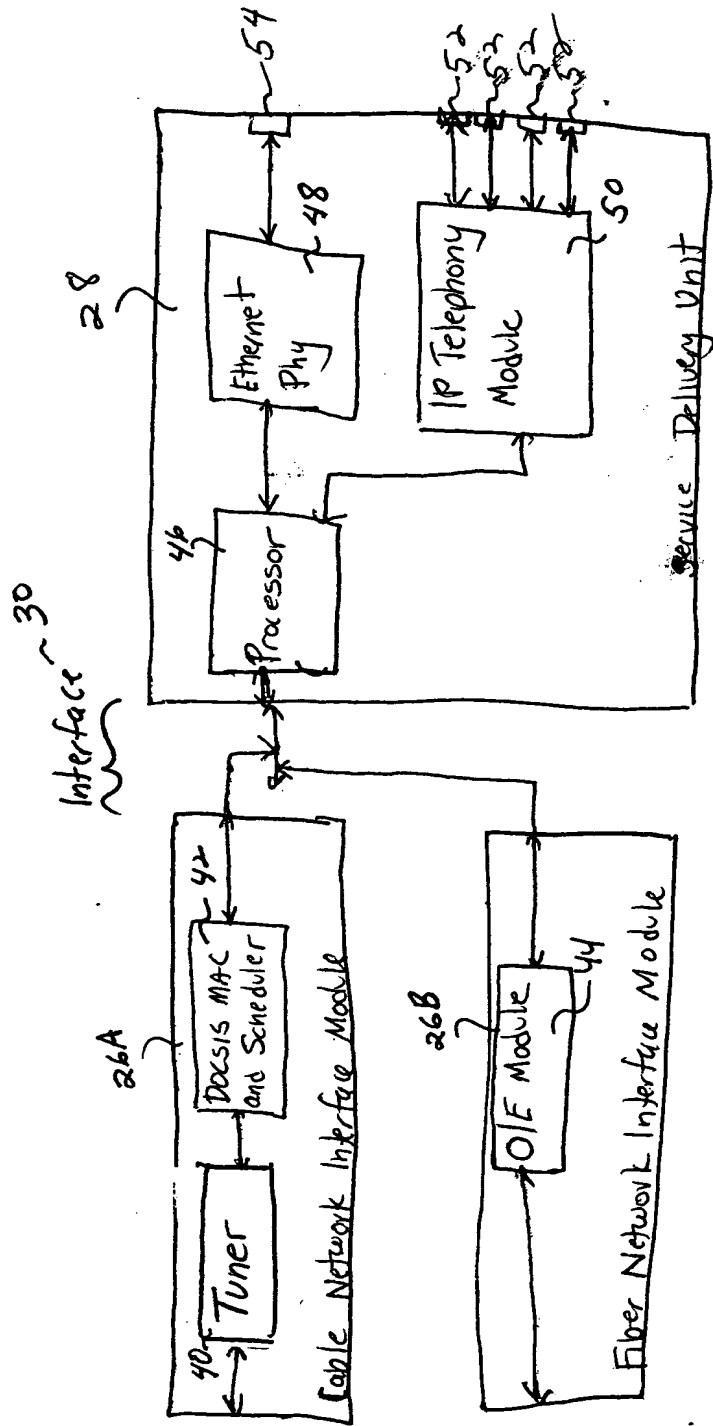 Interface 30
26A
40
Tuner
DOCSIS MAC
and Scheduler
42
Cable Network Interface Module
26B
O/E Module
44
Fiber Network Interface Module
28
46
Processor
Ethernet
Phy
48
54
IP Telephony
Module
50
52
52
52
52
Service Delivery Unit